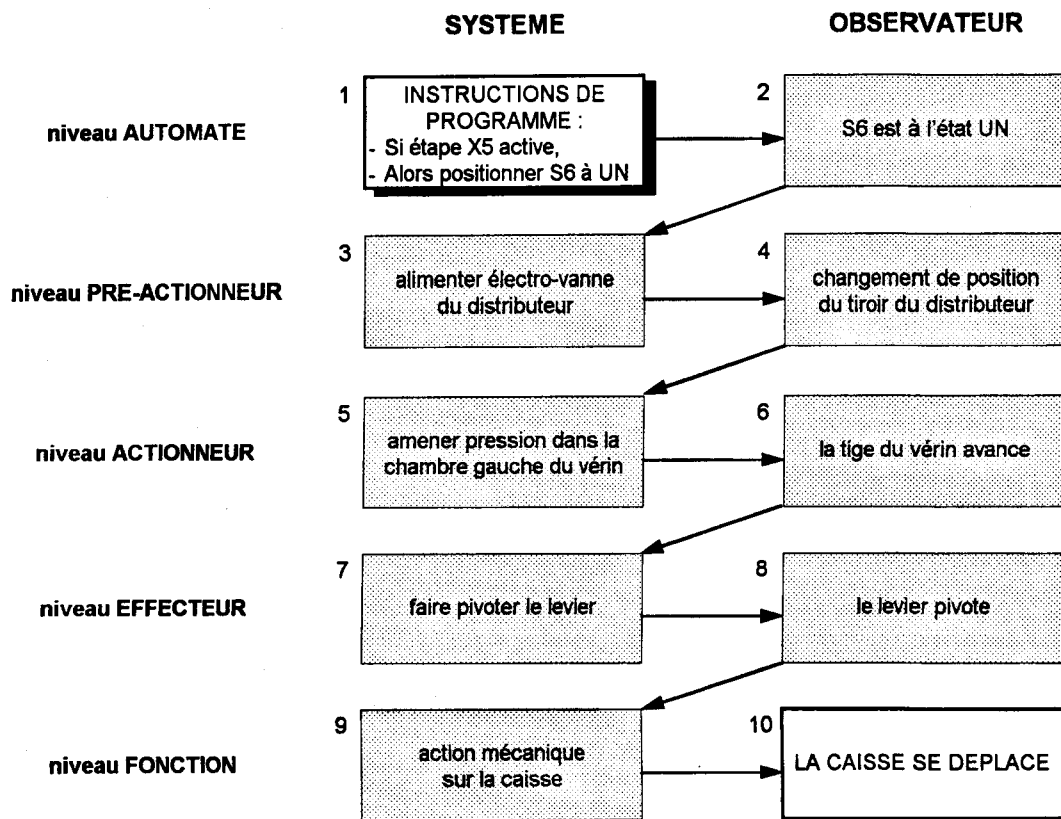 SYSTEME
OBSERVATEUR
niveau AUTOMATE
1
INSTRUCTIONS DE
PROGRAMME :
- Si étape X5 active,
- Alors positionner S6 à UN
2
S6 est à l'état UN
niveau PRE-ACTIONNEUR
3
alimenter électro-vanne
du distributeur
4
changement de position
du tiroir du distributeur
niveau ACTIONNEUR
5
amener pression dans la
chambre gauche du vérin
6
la tige du vérin avance
niveau EFFECTEUR
7
faire pivoter le levier
8
le levier pivote
niveau FONCTION
9
action mécanique
sur la caisse
10
LA CAISSE SE DEPLACE